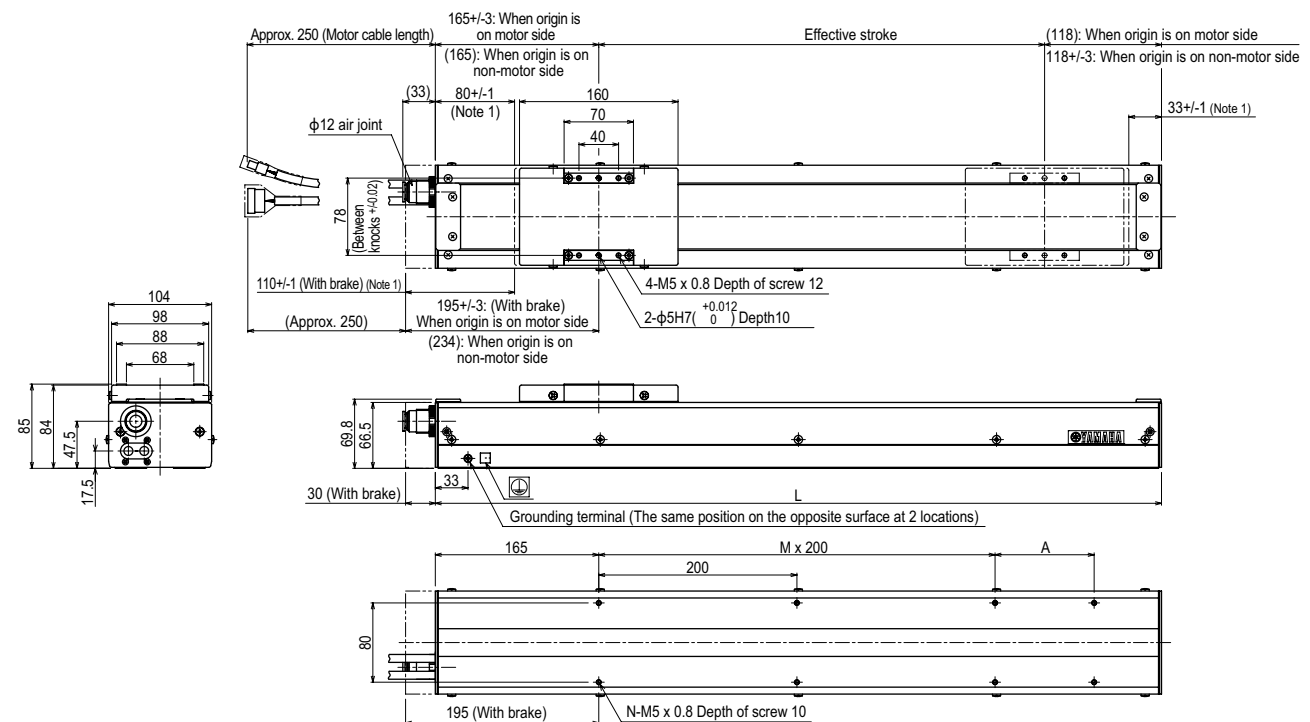 165+/-3: When origin is
on motor side
Approx. 250 (Motor cable length)
Effective stroke
(118): When origin is on motor side
(165): When origin is on
non-motor side
118+/-3: When origin is on non-motor side
(33)
80+/-1
(Note 1)
160
70
40
33+/-1 (Note 1)
ϕ12 air joint
78
(Between
knocks +/-0.02)
4-M5 x 0.8 Depth of screw 12
2-ϕ5H7( +0.012
0 ) Depth10
110+/-1 (With brake) (Note 1)
195+/-3: (With brake)
When origin is on motor side
(Approx. 250)
(234): When origin is on
non-motor side
104
98
88
68
85
84
47.5
17.5
69.8
66.5
YAMAHA
33
30 (With brake)
L
Grounding terminal (The same position on the opposite surface at 2 locations)
165
M x 200
A
200
80
195 (With brake)
N-M5 x 0.8 Depth of screw 10